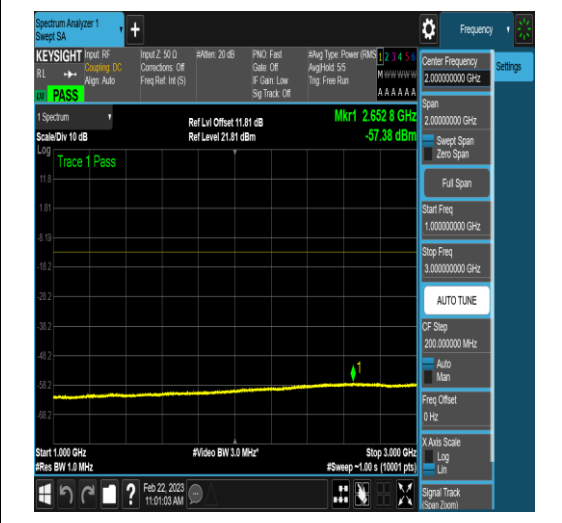 Spectrum Analyzer 1
Swept SA
+
Frequency
KEYSIGHT
RL
PASS
Input: RF
Coupling: DC
Align: Auto
Input Z: 50 Ω
Corrections: Off
Freq Ref: Int (S)
#Atten: 20 dB
PNO: Fast
Gate: Off
IF Gain: Low
Sig Track: Off
#Avg Type: Power (RMS
Avg|Hold: 5/5
Trig: Free Run
1 2 3 4 5 6
M W W W W W
A A A A A A
1 Spectrum
Scale/Div 10 dB
Ref Lvl Offset 11.81 dB
Ref Level 21.81 dBm
Mkr1 2.652 8 GHz
-57.38 dBm
Log
Trace 1 Pass
11.8
1.81
-8.19
-18.2
-28.2
-38.2
-48.2
-58.2
-68.2
1
Start 1.000 GHz
#Res BW 1.0 MHz
#Video BW 3.0 MHz*
Stop 3.000 GHz
#Sweep ~1.00 s (10001 pts)
?
Feb 22, 2023
11:01:03 AM
Settings
Center Frequency
2.000000000 GHz
Span
2.00000000 GHz
Swept Span
Zero Span
Full Span
Start Freq
1.000000000 GHz
Stop Freq
3.000000000 GHz
AUTO TUNE
CF Step
200.000000 MHz
Auto
Man
Freq Offset
0 Hz
X Axis Scale
Log
Lin
Signal Track
(Span Zoom)